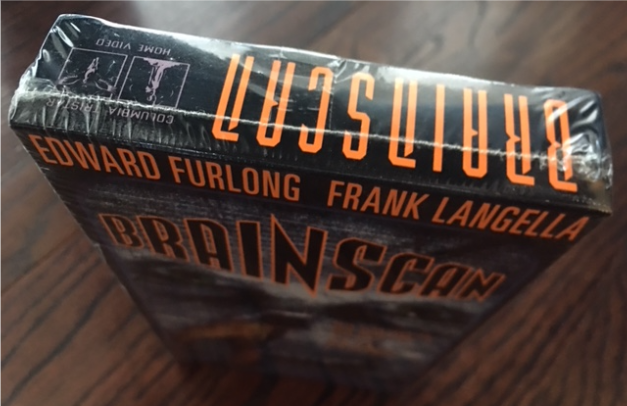 BRAINSCAN
COLUMBIA TRISTAR
HOME VIDEO
EDWARD FURLONG FRANK LANGELLA
BRAINSCAN